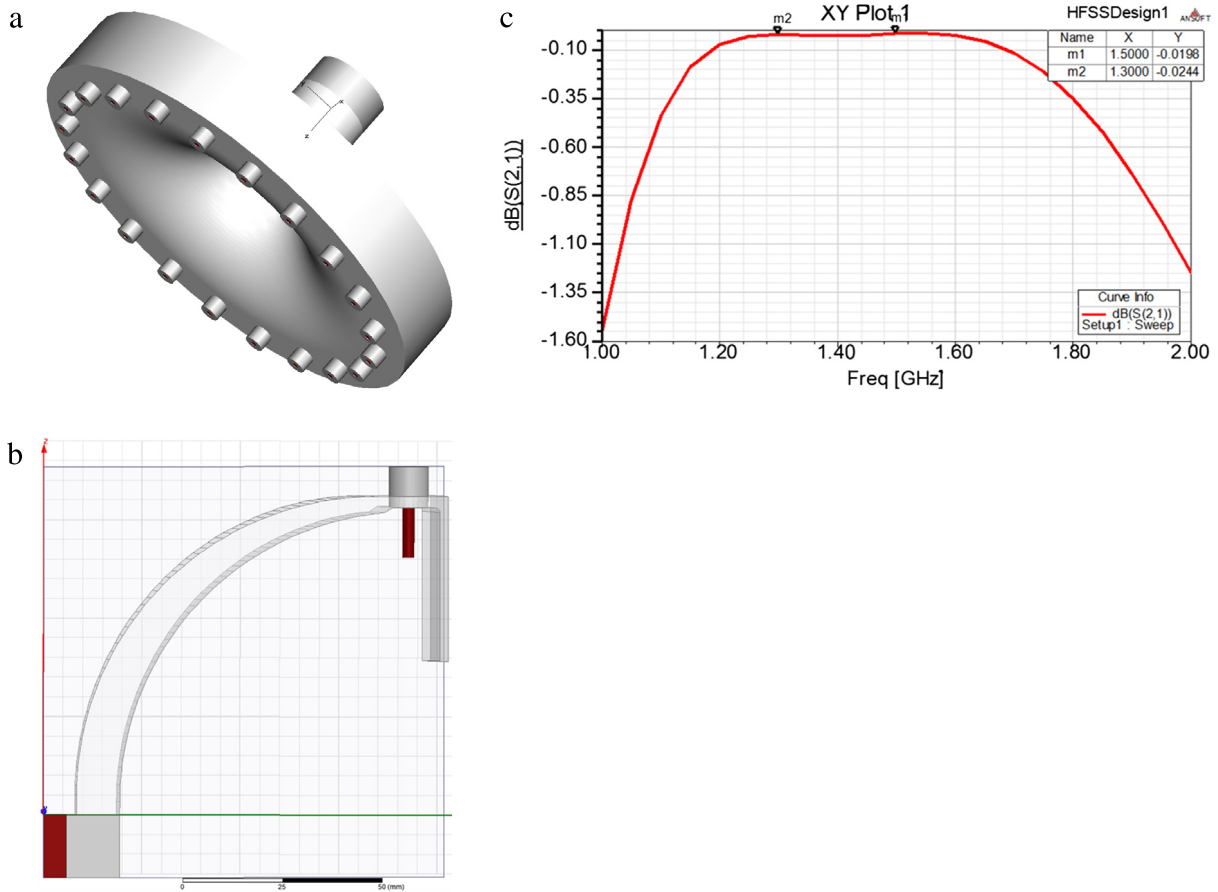 a
x
z
b
z
0
25
50 (mm)
c
XY Plot 1
HFSSDesign1
ANSOFT
m2
m1
Name X Y
m1 1.5000 -0.0198
m2 1.3000 -0.0244
-0.10
-0.35
-0.60
-0.85
-1.10
-1.35
-1.60
dB(S(2,1))
Curve Info
dB(S(2,1))
Setup1 : Sweep
1.00
1.20
1.40
1.60
1.80
2.00
Freq [GHz]